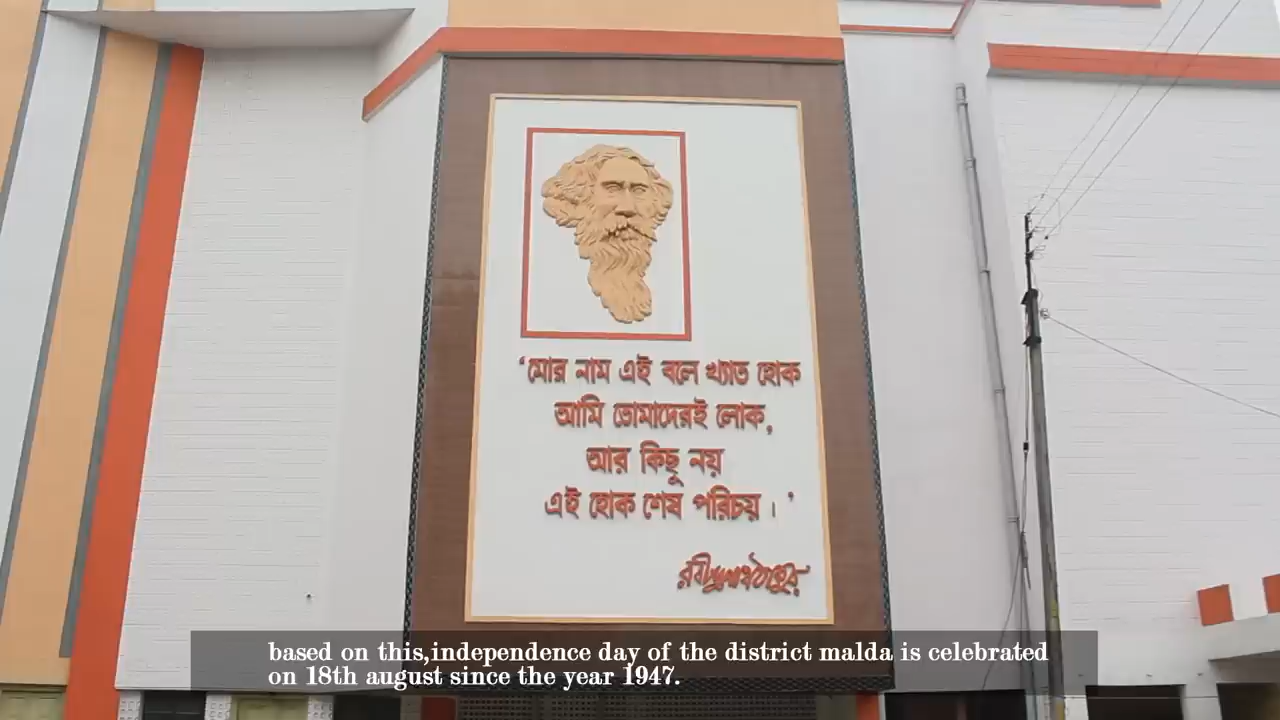 ‘মোর নাম এই বলে খ্যাত হোক
আমি তোমাদেরই লোক,
আর কিছু নয়
এই হোক শেষ পরিচয়।’
রবীন্দ্রনাথ ঠাকুর
based on this,independence day of the district malda is celebrated
on 18th august since the year 1947.